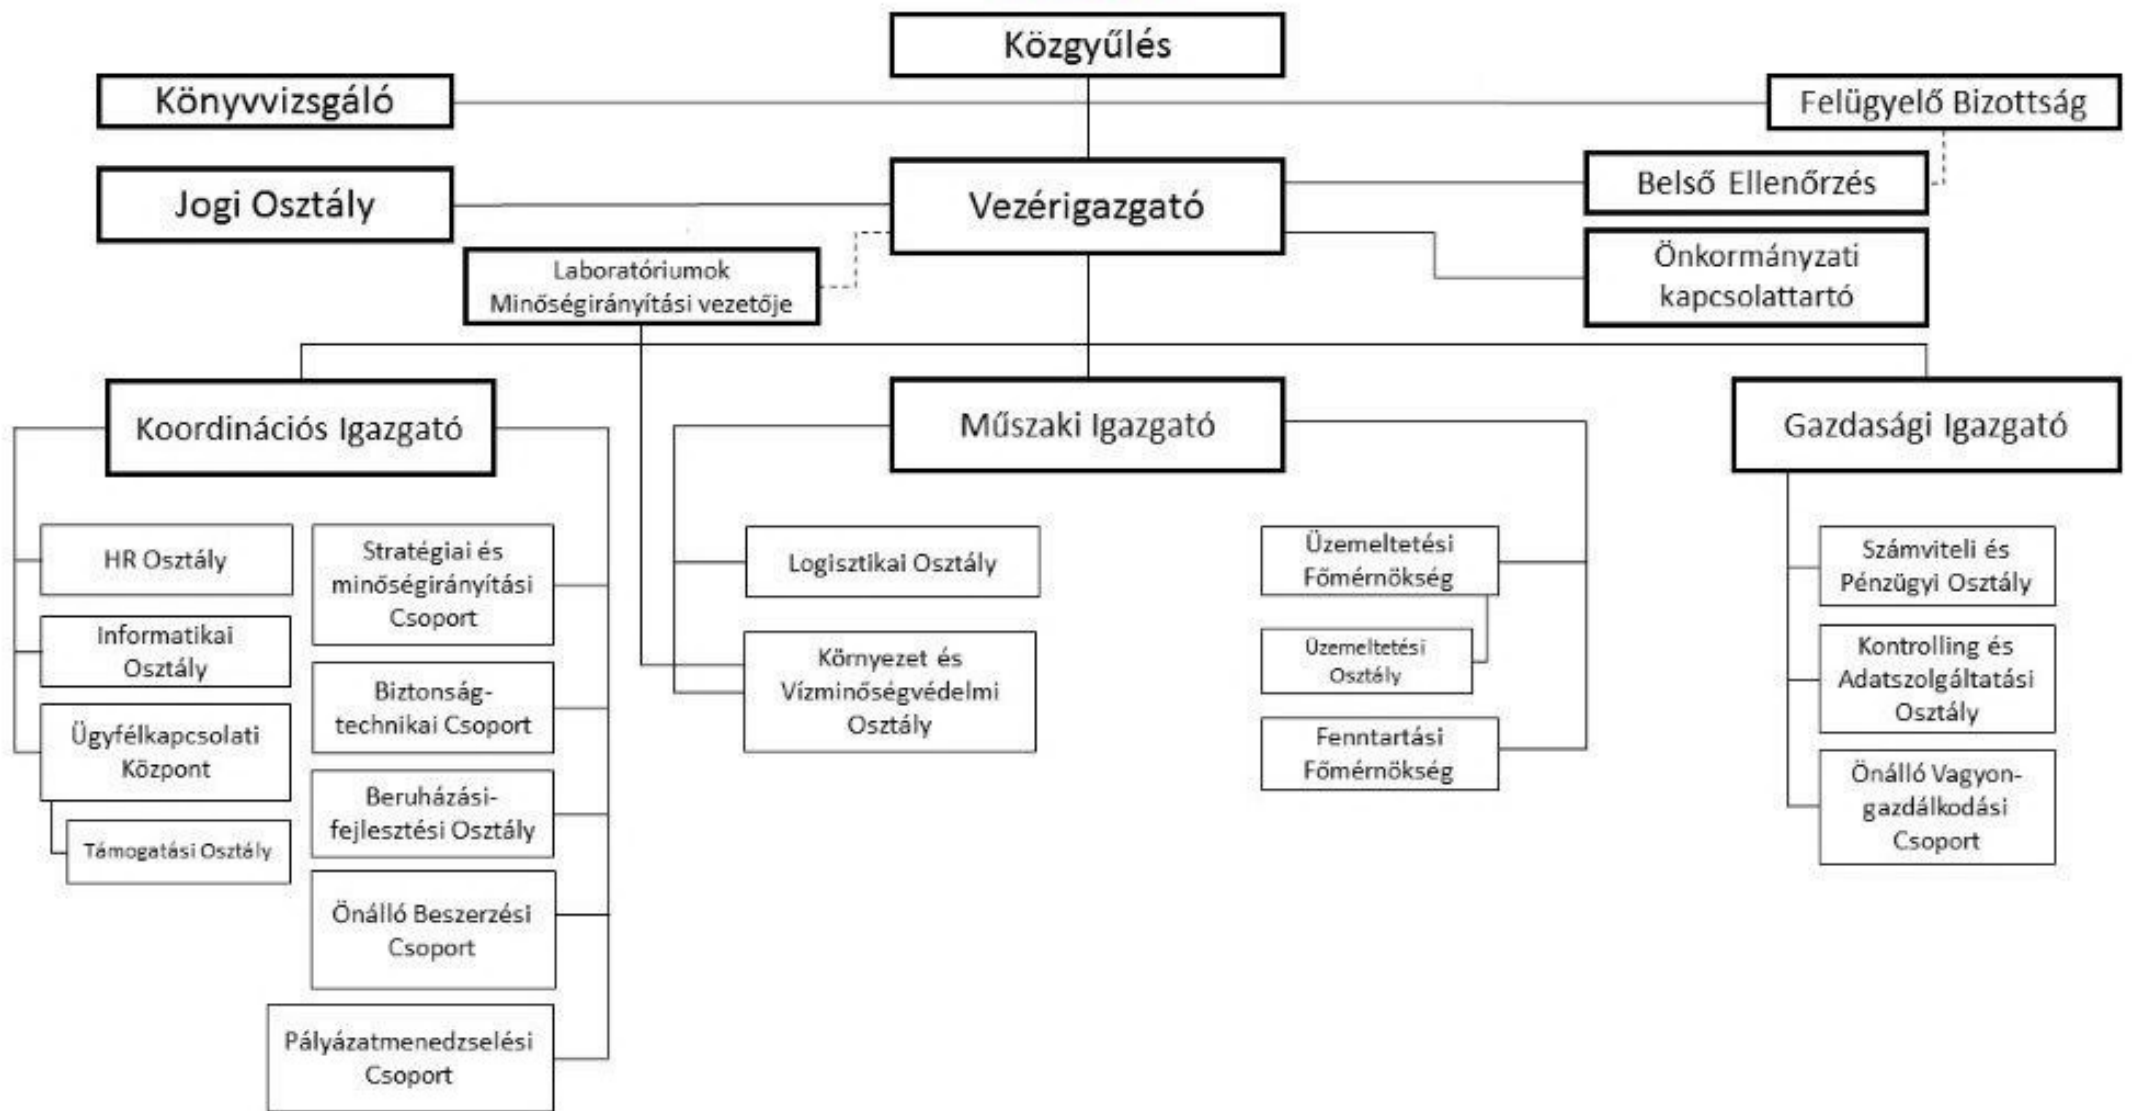 Közgyűlés
Könyvvizsgáló
Felügyelő Bizottság
Jogi Osztály
Vezérigazgató
Belső Ellenőrzés
Laboratóriumok
Minőségirányítási vezetője
Önkormányzati
kapcsolattartó
Koordinációs Igazgató
Műszaki Igazgató
Gazdasági Igazgató
HR Osztály
Informatikai
Osztály
Ügyfélkapcsolati
Központ
Támogatási Osztály
Stratégiai és
minőségirányítási
Csoport
Biztonság-
technikai Csoport
Beruházási-
fejlesztési Osztály
Önálló Beszerzési
Csoport
Pályázatmenedzselési
Csoport
Logisztikai Osztály
Környezet és
Vízminőségvédelmi
Osztály
Üzemeltetési
Főmérnökség
Üzemeltetési
Osztály
Fenntartási
Főmérnökség
Számviteli és
Pénzügyi Osztály
Kontrolling és
Adatszolgáltatási
Osztály
Önálló Vagyon-
gazdálkodási
Csoport